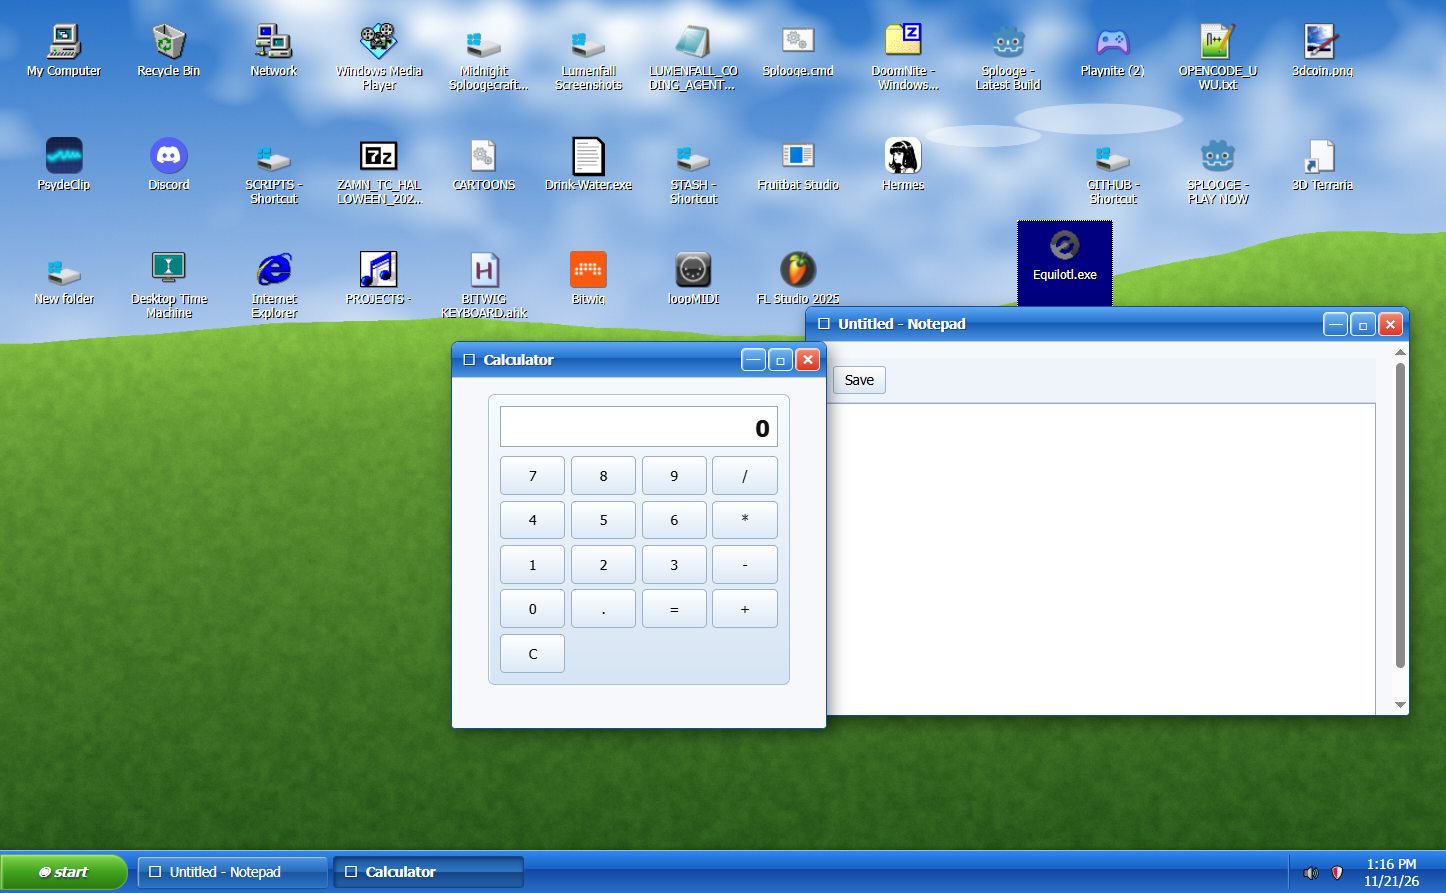 My Computer
Recycle Bin
Network
Windows Media
Player
Midnight
Sploogecraft...
Lumenfall
Screenshots
LUMENFALL_CO
DING_AGENT...
Splooge.cmd
DoomNite -
Windows...
Splooge -
Latest Build
Playnite (2)
OPENCODE_U
WU.txt
3dcoin.png
PsydeClip
Discord
SCRIPTS -
Shortcut
ZAMN_TC_HAL
LOWEEN_202...
CARTOONS
Drink-Water.exe
STASH -
Shortcut
Fruitbat Studio
Hermes
GITHUB -
Shortcut
SPLOOGE -
PLAY NOW
3D Terraria
New folder
Desktop Time
Machine
Internet
Explorer
PROJECTS -
BITWIG
KEYBOARD.ahk
Bitwig
loopMIDI
FL Studio 2025
Equilotl.exe
Untitled - Notepad
Save
Calculator
0
7 8 9 /
4 5 6 *
1 2 3 -
0 . = +
C
start
Untitled - Notepad
Calculator
1:16 PM
11/21/26